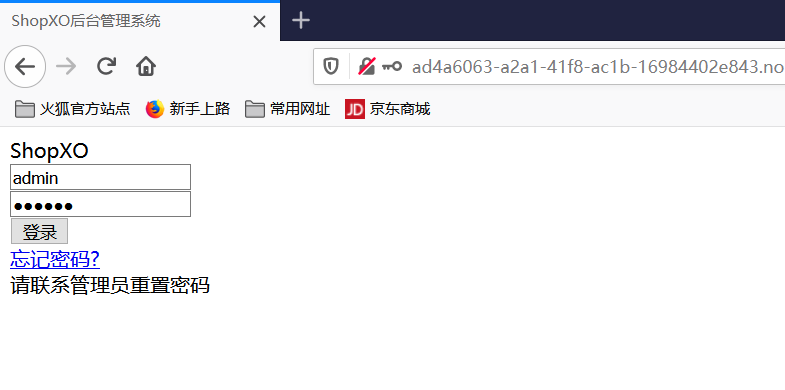 ShopXO后台管理系统
ad4a6063-a2a1-41f8-ac1b-16984402e843.no
火狐官方站点 新手上路 常用网址 JD 京东商城
ShopXO
admin
••••••
登录
忘记密码?
请联系管理员重置密码